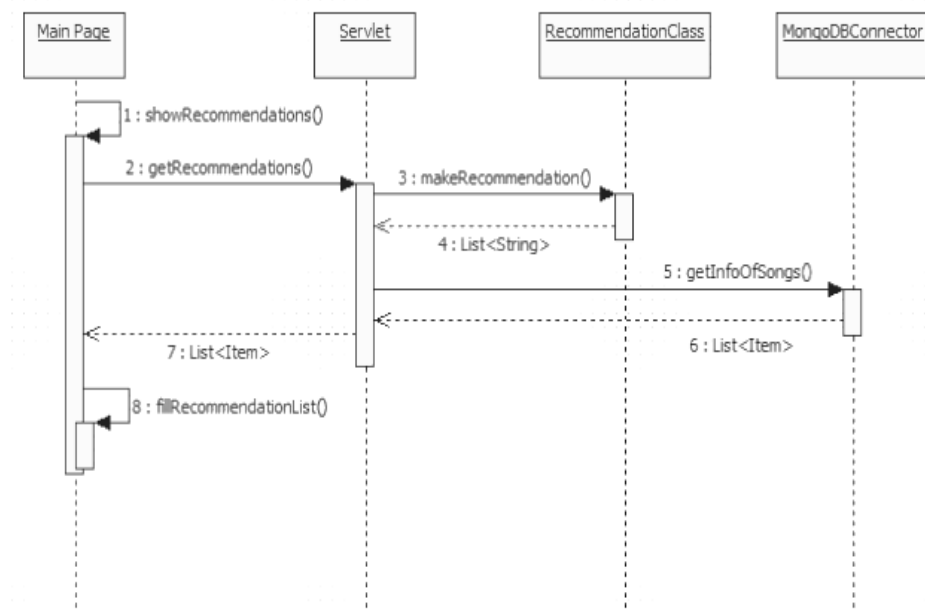 Main Page
Servlet
RecommendationClass
MongoDBConnector
1 : showRecommendations()
2 : getRecommendations()
3 : makeRecommendation()
4 : List<String>
5 : getInfoOfSongs()
6 : List<Item>
7 : List<Item>
8 : fillRecommendationList()